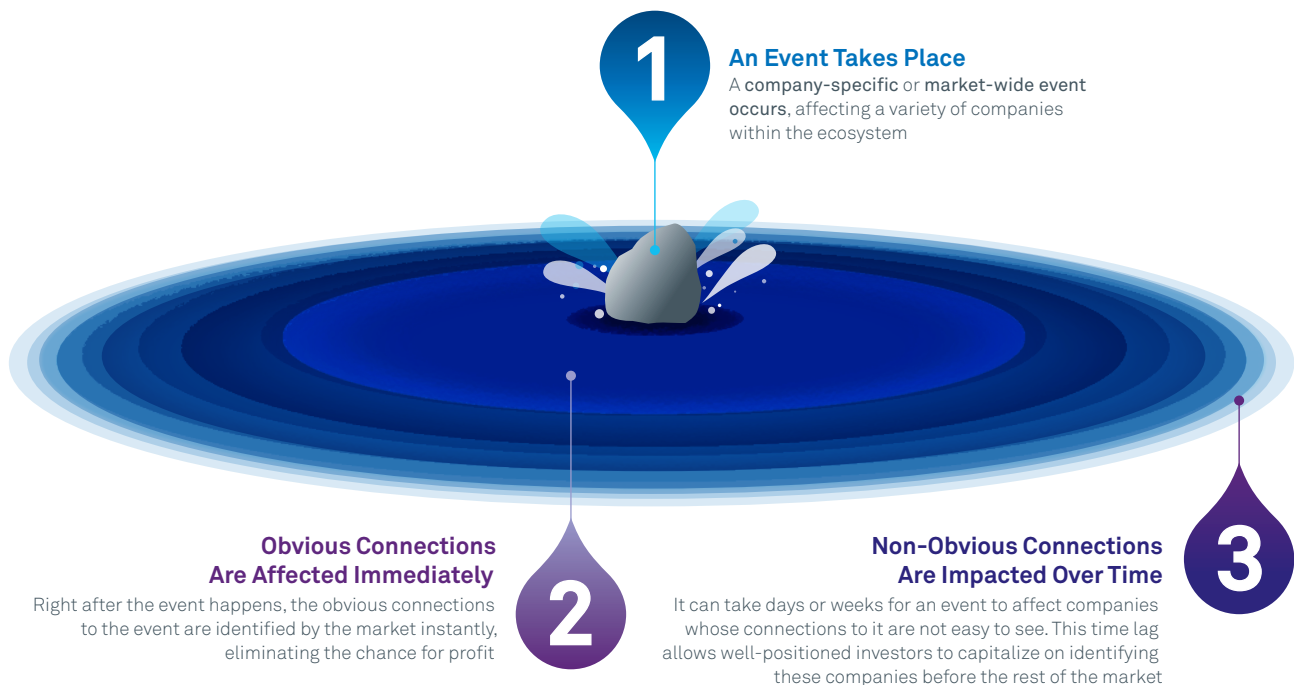 1
An Event Takes Place
A company-specific or market-wide event
occurs, affecting a variety of companies
within the ecosystem
Obvious Connections
Are Affected Immediately
Right after the event happens, the obvious connections
to the event are identified by the market instantly,
eliminating the chance for profit
2
Non-Obvious Connections
Are Impacted Over Time
It can take days or weeks for an event to affect companies
whose connections to it are not easy to see. This time lag
allows well-positioned investors to capitalize on identifying
these companies before the rest of the market
3